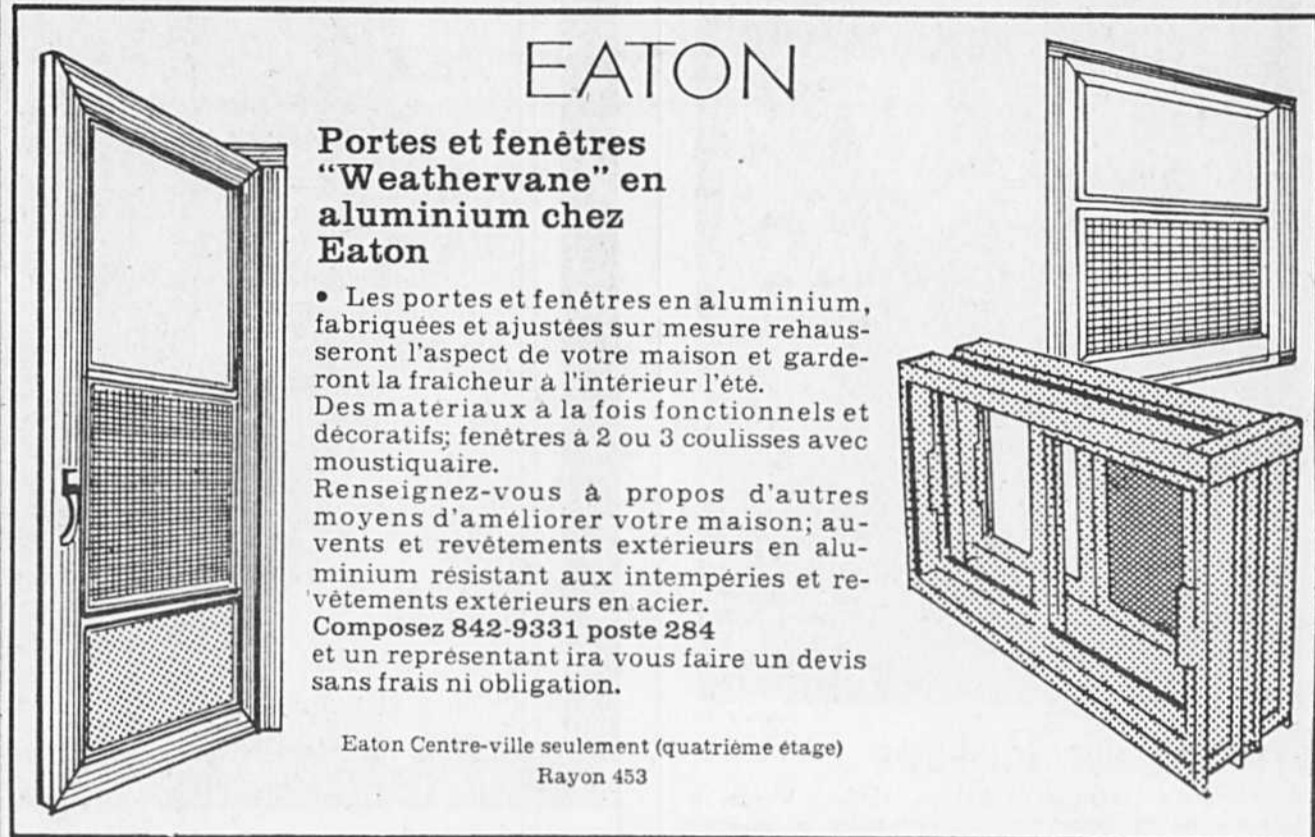 EATON
Portes et fenêtres
“Weathervane” en
aluminium chez
Eaton
• Les portes et fenêtres en aluminium,
fabriquées et ajustées sur mesure rehaus-
seront l'aspect de votre maison et garde-
ront la fraicheur à l'intérieur l'été.
Des matériaux à la fois fonctionnels et
décoratifs; fenêtres à 2 ou 3 coulisses avec
moustiquaire.
Renseignez-vous à propos d'autres
moyens d'améliorer votre maison; au-
vents et revêtements extérieurs en alu-
minium résistant aux intempéries et re-
vêtements extérieurs en acier.
Composez 842-9331 poste 284
et un représentant ira vous faire un devis
sans frais ni obligation.
Eaton Centre-ville seulement (quatrième étage)
Rayon 453